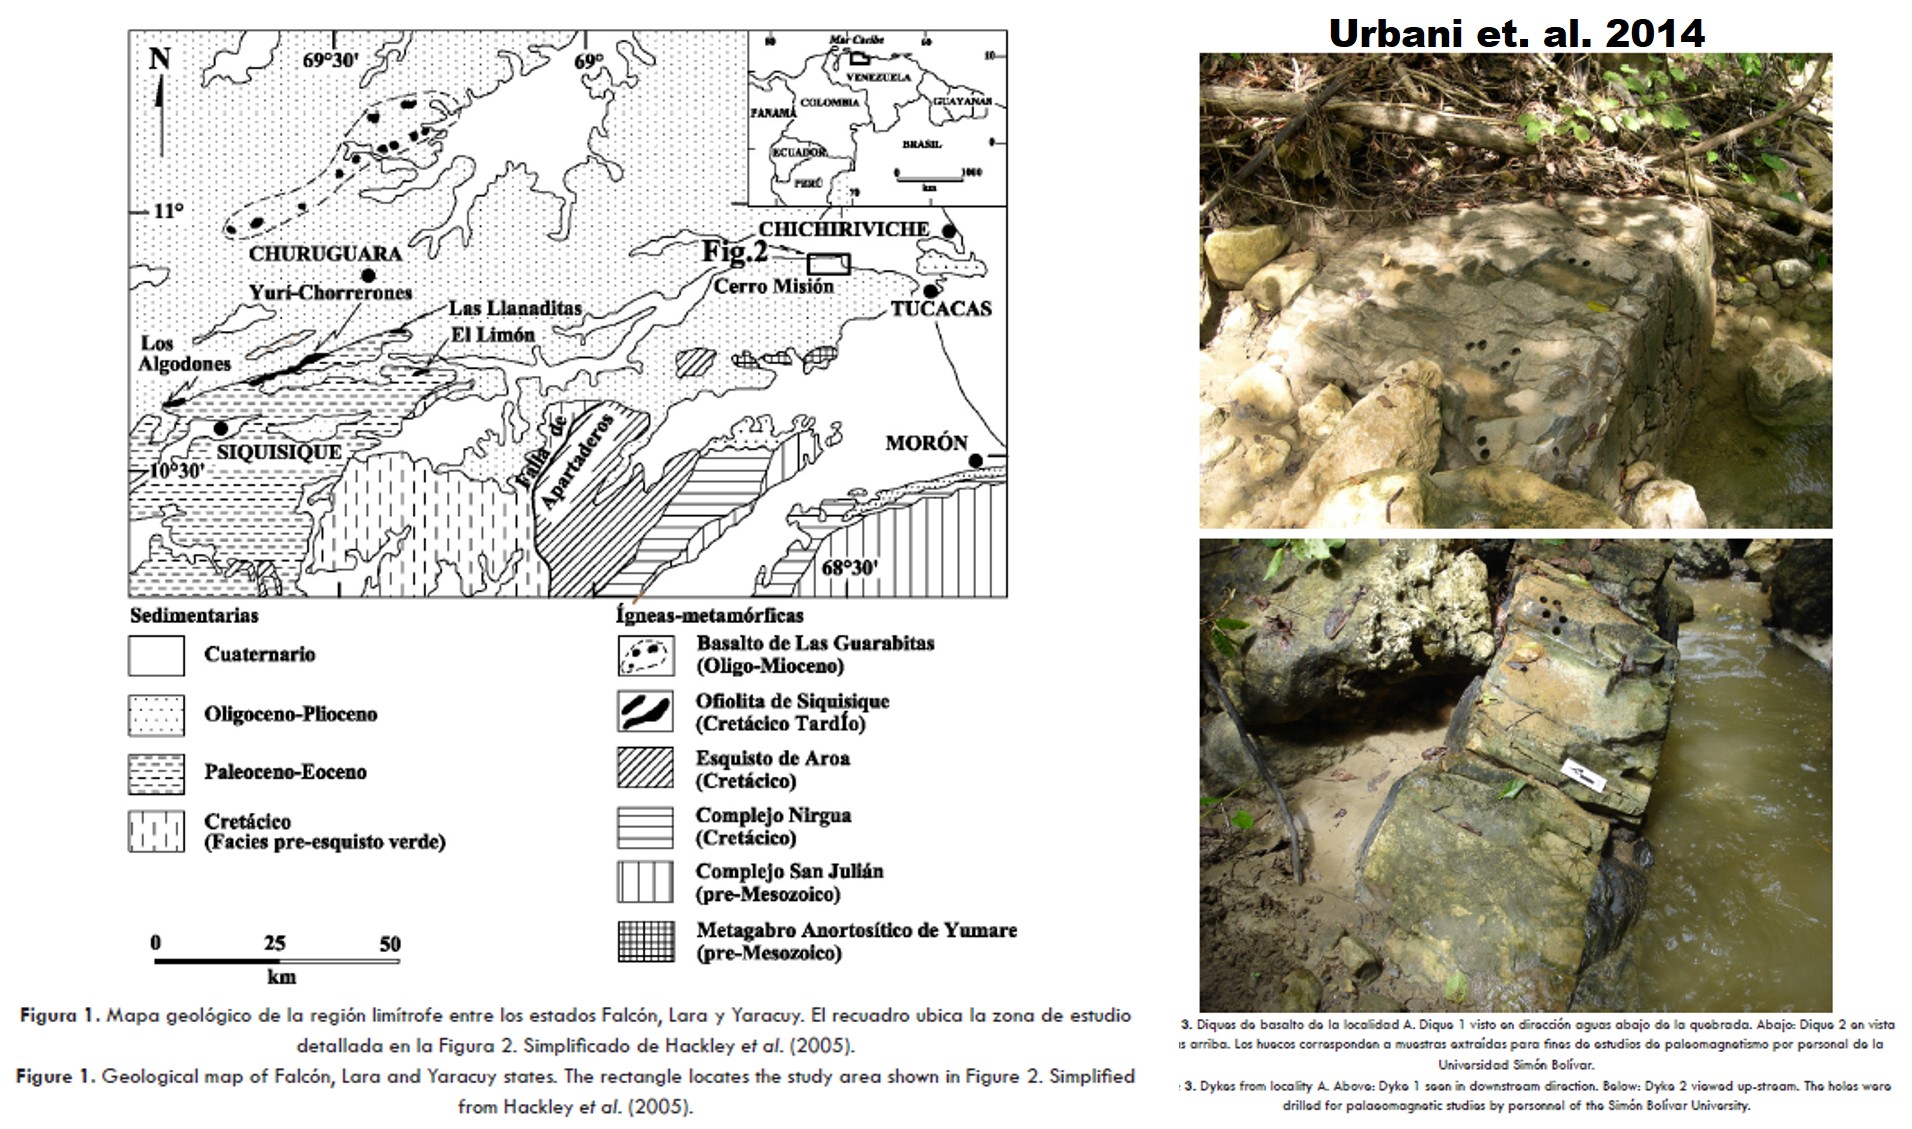 Urbani et. al. 2014
N
69°30'
69°
11°
10°30'
68°30'
80
Mar Caribe
60
10
VENEZUELA
COLOMBIA
GUAYANAS
PANAMÁ
BRASIL
0
ECUADOR
PERÚ
70
0 1000
km
CHICHIRIVICHE
Fig.2
CHURUGUARA
Yurí-Chorrerones
Cerro Misión
Las Llanaditas
TUCACAS
El Limón
Los
Algodones
Falla de
Apartaderos
MORÓN
SIQUISIQUE
Sedimentarias
Cuaternario
Oligoceno-Plioceno
Paleoceno-Eoceno
Cretácico
(Facies pre-esquisto verde)
0 25 50
km
Ígneas-metamórficas
Basalto de Las Guarabitas
(Oligo-Mioceno)
Ofiolita de Siquisique
(Cretácico TardÍo)
Esquisto de Aroa
(Cretácico)
Complejo Nirgua
(Cretácico)
Complejo San Julián
(pre-Mesozoico)
Metagabro Anortosítico de Yumare
(pre-Mesozoico)
Figura 1. Mapa geológico de la región limítrofe entre los estados Falcón, Lara y Yaracuy. El recuadro ubica la zona de estudio
detallada en la Figura 2. Simplificado de Hackley et al. (2005).
Figure 1. Geological map of Falcón, Lara and Yaracuy states. The rectangle locates the study area shown in Figure 2. Simplified
from Hackley et al. (2005).
3. Diques de basalto de la localidad A. Dique 1 visto en dirección aguas abajo de la quebrada. Abajo: Dique 2 en vista
s arriba. Los huecos corresponden a muestras extraídas para fines de estudios de paleomagnetismo por personal de la
Universidad Simón Bolívar.
3. Dykes from locality A. Above: Dyke 1 seen in downstream direction. Below: Dyke 2 viewed up-stream. The holes were
drilled for palaeomagnetic studies by personnel of the Simón Bolívar University.